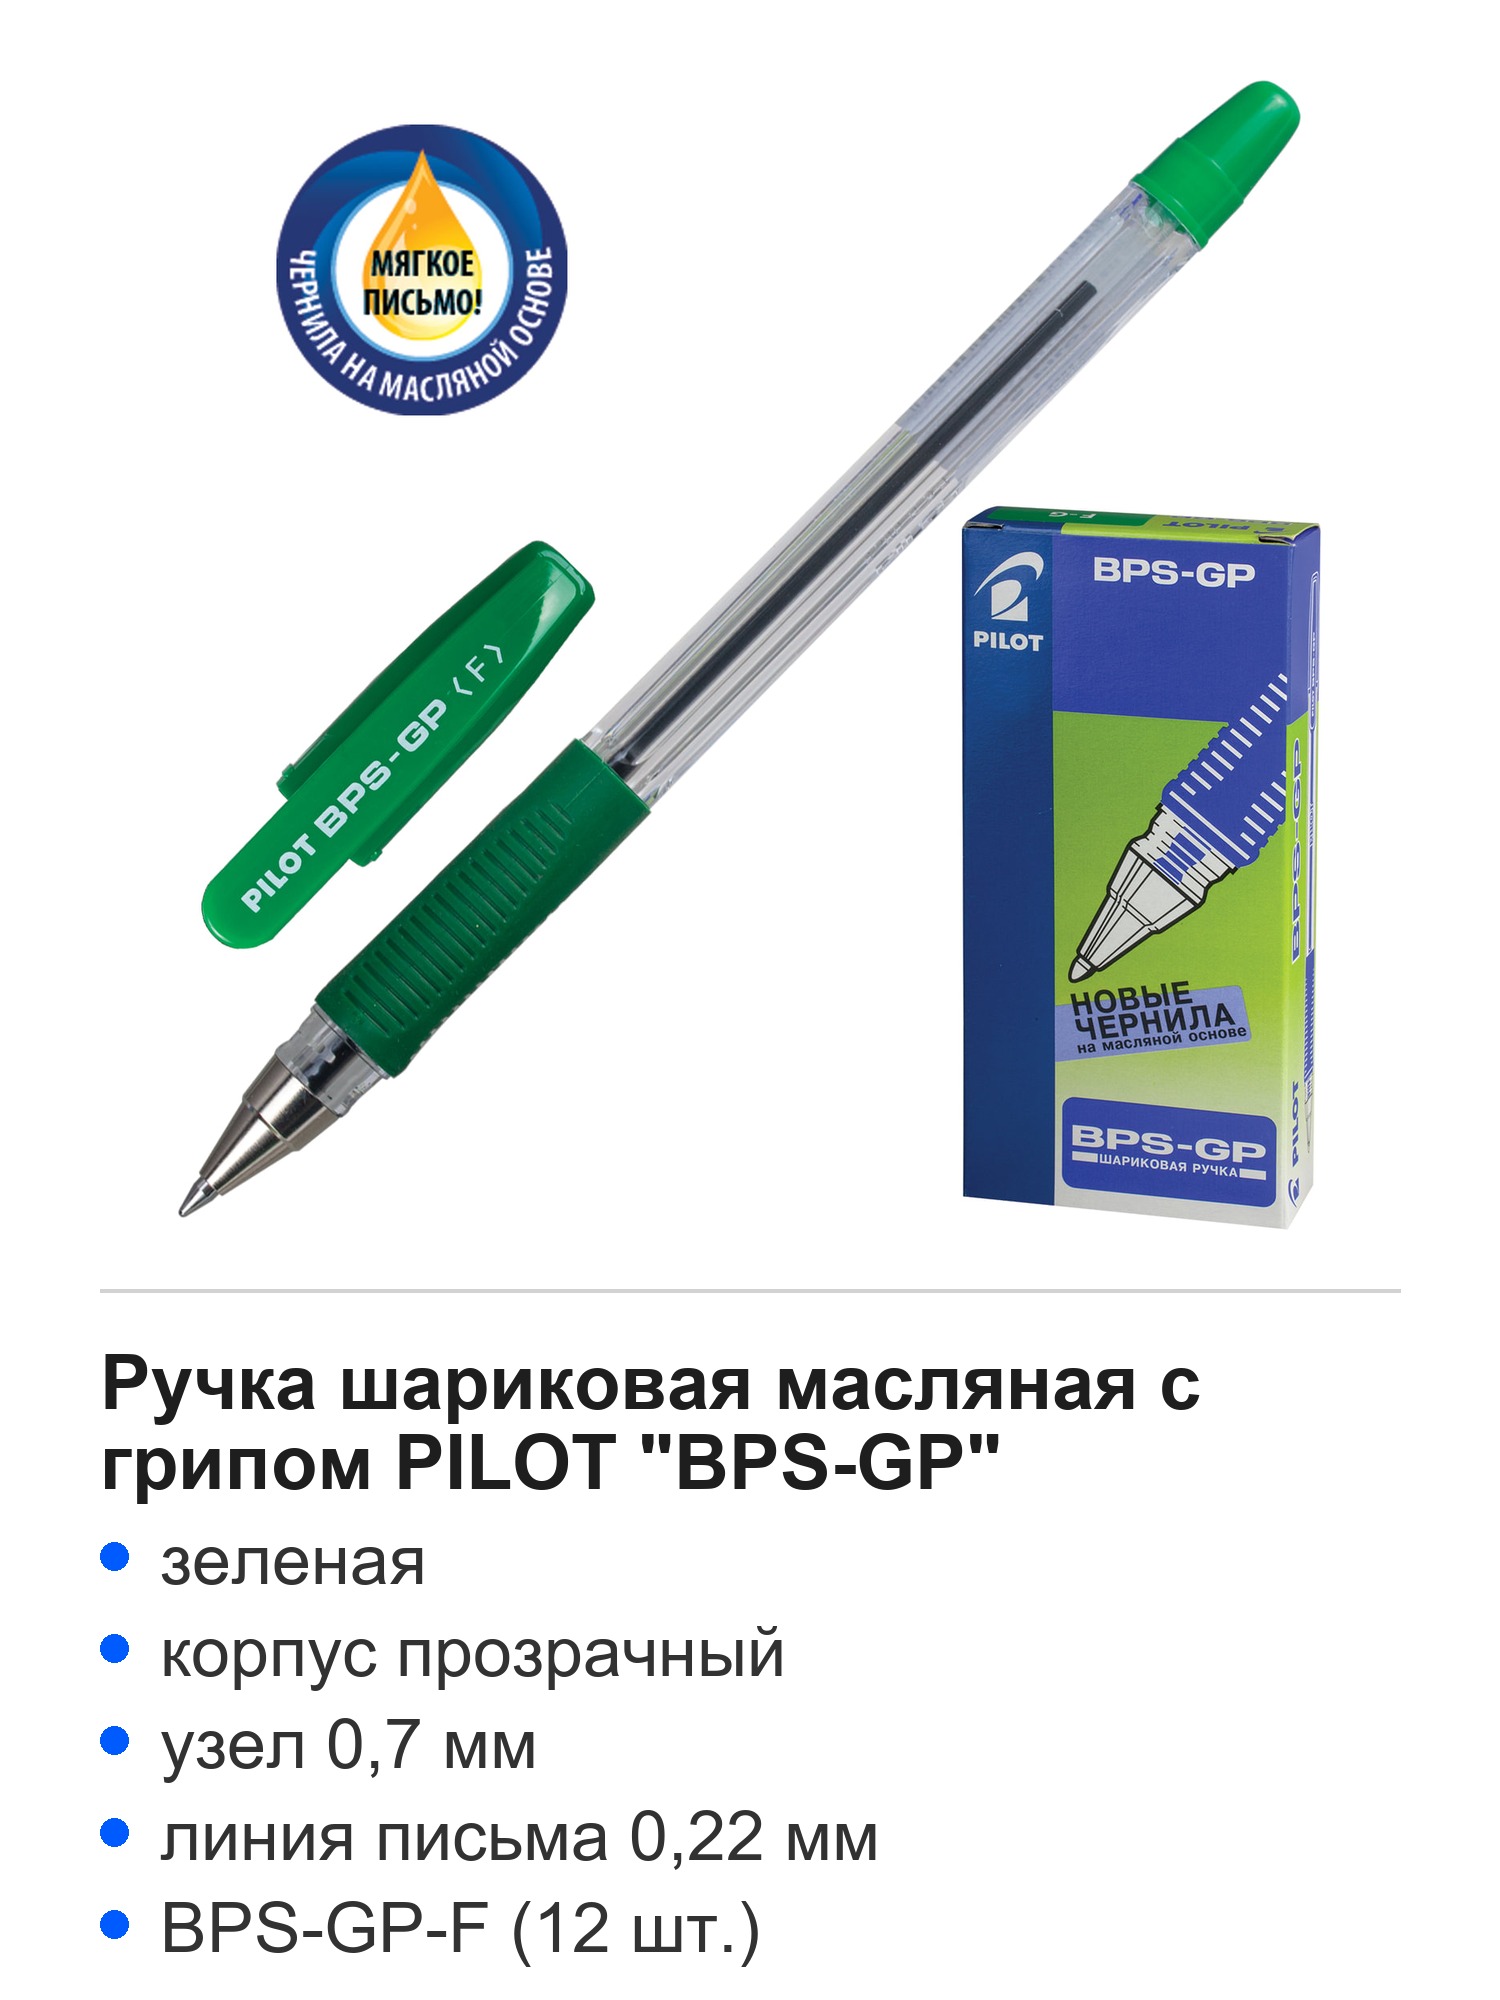 МЯГКОЕ
ПИСЬМО!
ЧЕРНИЛА НА МАСЛЯНОЙ ОСНОВЕ
PILOT BPS-GP (F)
F-G
PILOT
BPS-GP
PILOT
BPS-GP
НОВЫЕ
ЧЕРНИЛА
на масляной основе
BPS-GP
ШАРИКОВАЯ РУЧКА
PILOT
Ручка шариковая масляная с
грипом PILOT "BPS-GP"
зеленая
корпус прозрачный
узел 0,7 мм
линия письма 0,22 мм
BPS-GP-F (12 шт.)